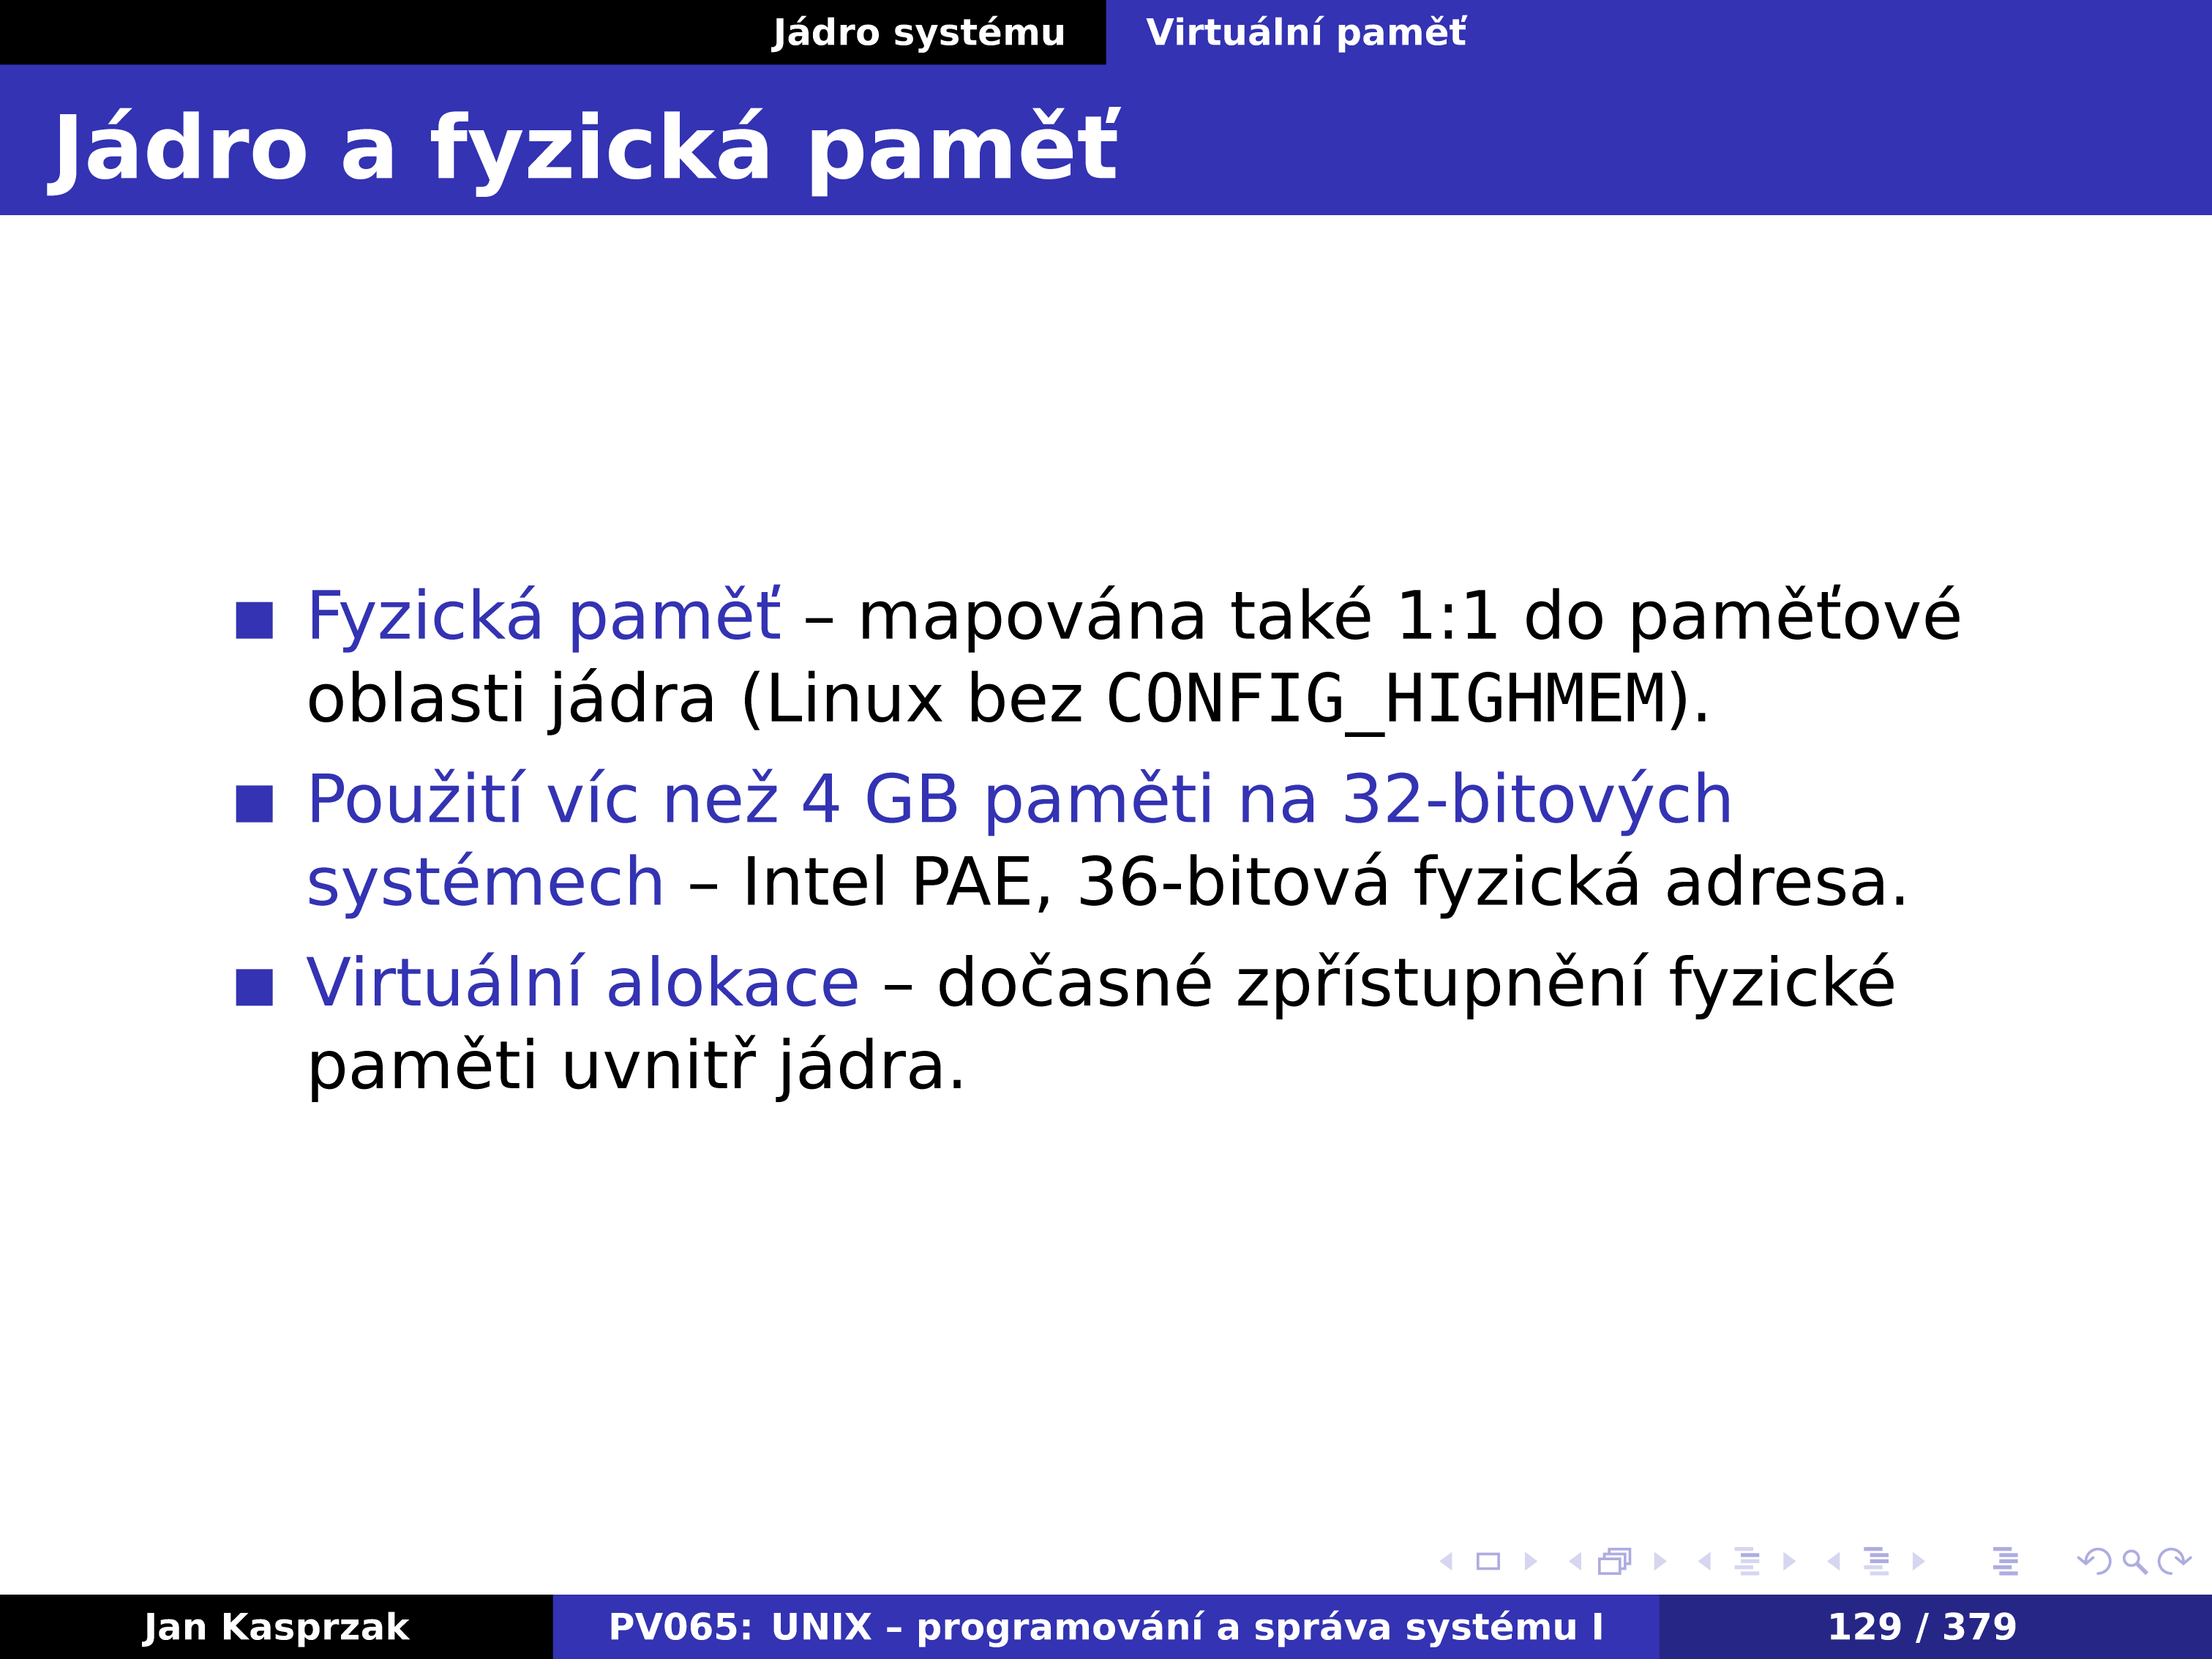 Jádro systému
Virtuální paměť
Jádro a fyzická paměť
Fyzická paměť – mapována také 1:1 do paměťové
oblasti jádra (Linux bez CONFIG_HIGHMEM).
Použití víc než 4 GB paměti na 32-bitových
systémech – Intel PAE, 36-bitová fyzická adresa.
Virtuální alokace – dočasné zpřístupnění fyzické
paměti uvnitř jádra.
Jan Kasprzak
PV065: UNIX – programování a správa systému I
129 / 379